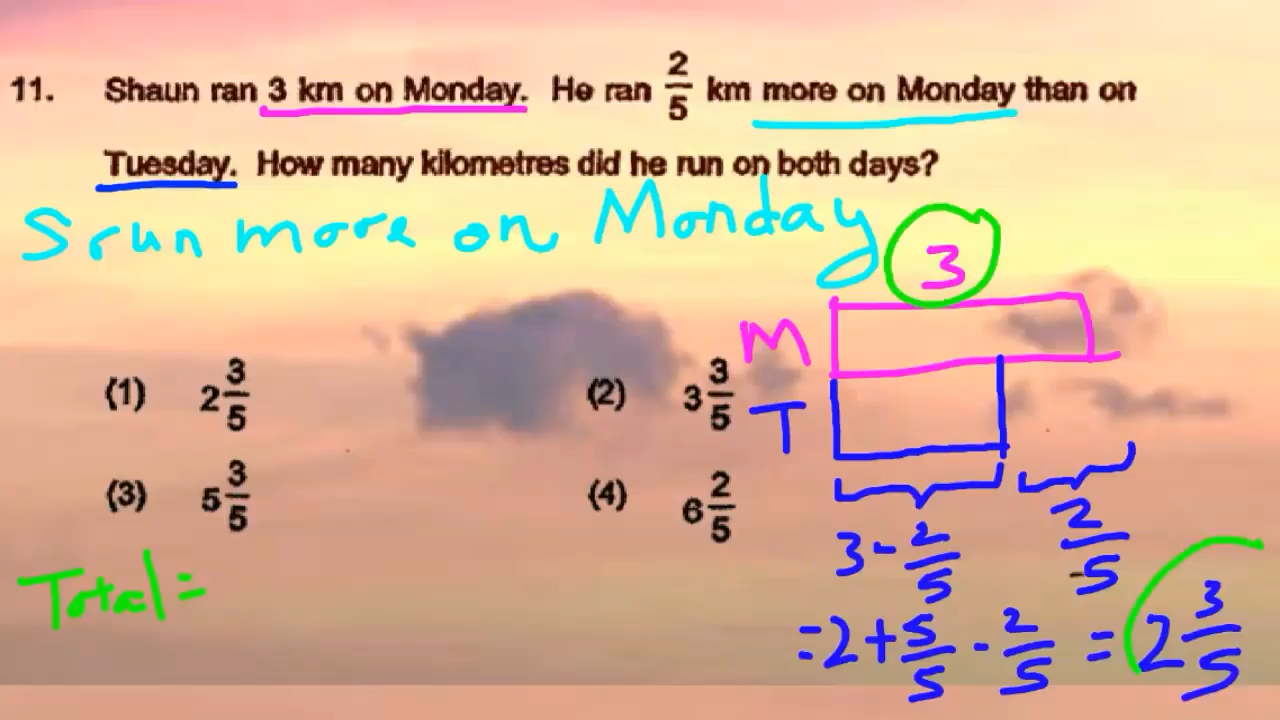 11. Shaun ran 3 km on Monday. He ran 2/5 km more on Monday than on
Tuesday. How many kilometres did he run on both days?
S run more on Monday
3
M
T
(1) 2 3/5 (2) 3 3/5
(3) 5 3/5 (4) 6 2/5
3 - 2/5
2/5
= 2 + 5/5 - 2/5 = 2 3/5
Total =